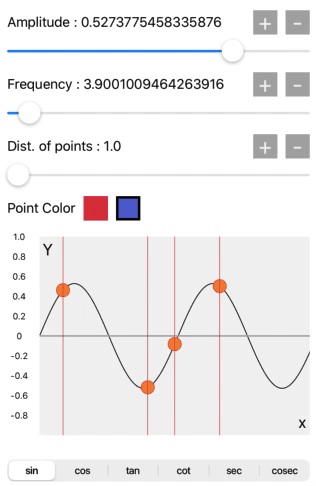 Amplitude : 0.5273775458335876 + -
Frequency : 3.9001009464263916 + -
Dist. of points : 1.0 + -
Point Color
1.0
Y
0.8
0.6
0.4
0.2
0
-0.2
-0.4
-0.6
-0.8
X
sin cos tan cot sec cosec